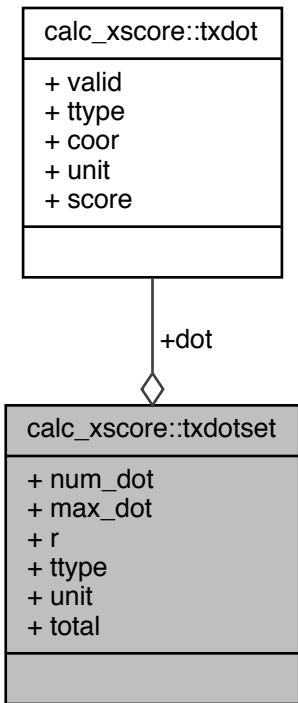 calc_xscore::txdot
+ valid
+ ttype
+ coor
+ unit
+ score
+dot
calc_xscore::txdotset
+ num_dot
+ max_dot
+ r
+ ttype
+ unit
+ total